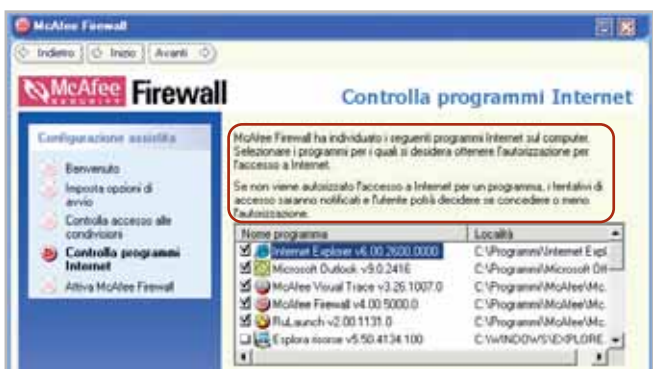 McAfee Firewall
Indietro Inizio Avanti
McAfee SECURITY Firewall
Controlla programmi Internet
Configurazione assistita
Benvenuto
Imposta opzioni di
avvio
Controlla accesso alle
condivisioni
Controlla programmi
Internet
Attiva McAfee Firewall
McAfee Firewall ha individuato i seguenti programmi Internet sul computer.
Selezionare i programmi per i quali si desidera ottenere l'autorizzazione per
l'accesso a Internet.
Se non viene autorizzato l'accesso a Internet per un programma, i tentativi di
accesso saranno notificati e l'utente potrà decidere se concedere o meno
l'autorizzazione.
Nome programma Località
Internet Explorer v6.00.2600.0000 C:\Programmi\Internet Expl
Microsoft Outlook v9.0.2416 C:\Programmi\Microsoft Off
McAfee Visual Trace v3.26.1007.0 C:\Programmi\McAfee\Mc
McAfee Firewall v4.00.5000.0 C:\Programmi\McAfee\Mc
RuLaunch v2.00.1131.0 C:\Programmi\McAfee\Mc
Esplora risorse v5.50.4134.100 C:\WINDOWS\EXPLORE